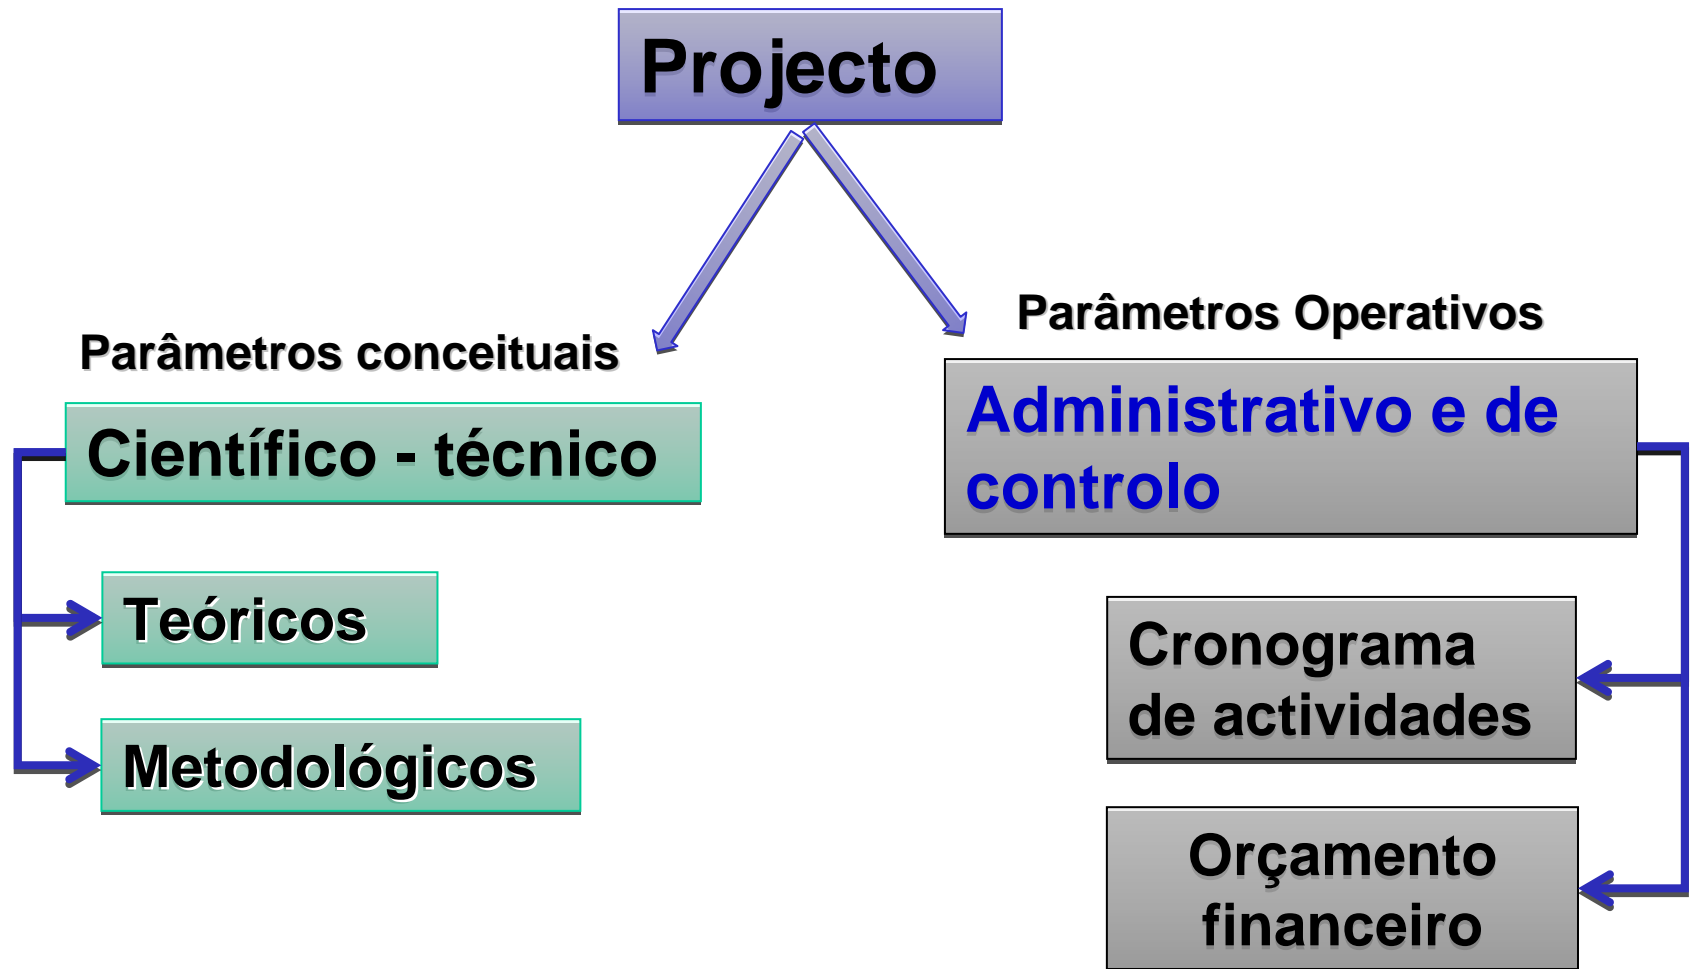 Projecto
Parâmetros conceituais
Científico - técnico
Teóricos
Metodológicos
Parâmetros Operativos
Administrativo e de
controlo
Cronograma
de actividades
Orçamento
financeiro